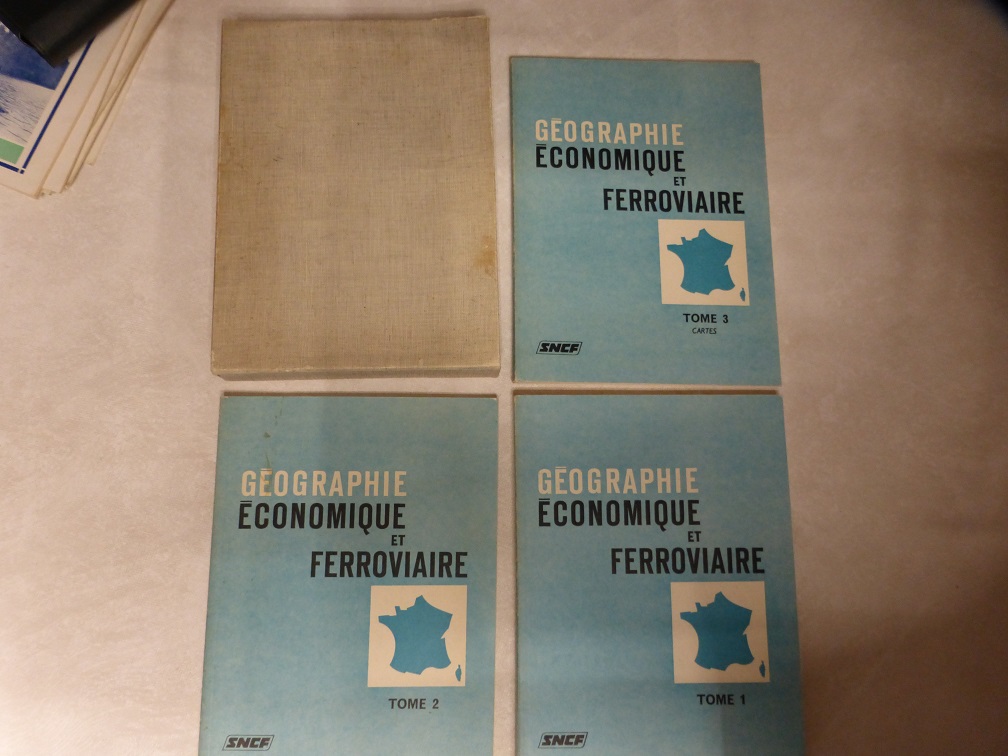 GÉOGRAPHIE
ÉCONOMIQUE
ET
FERROVIAIRE
TOME 3
CARTES
SNCF
GÉOGRAPHIE
ÉCONOMIQUE
ET
FERROVIAIRE
TOME 2
SNCF
GÉOGRAPHIE
ÉCONOMIQUE
ET
FERROVIAIRE
TOME 1
SNCF